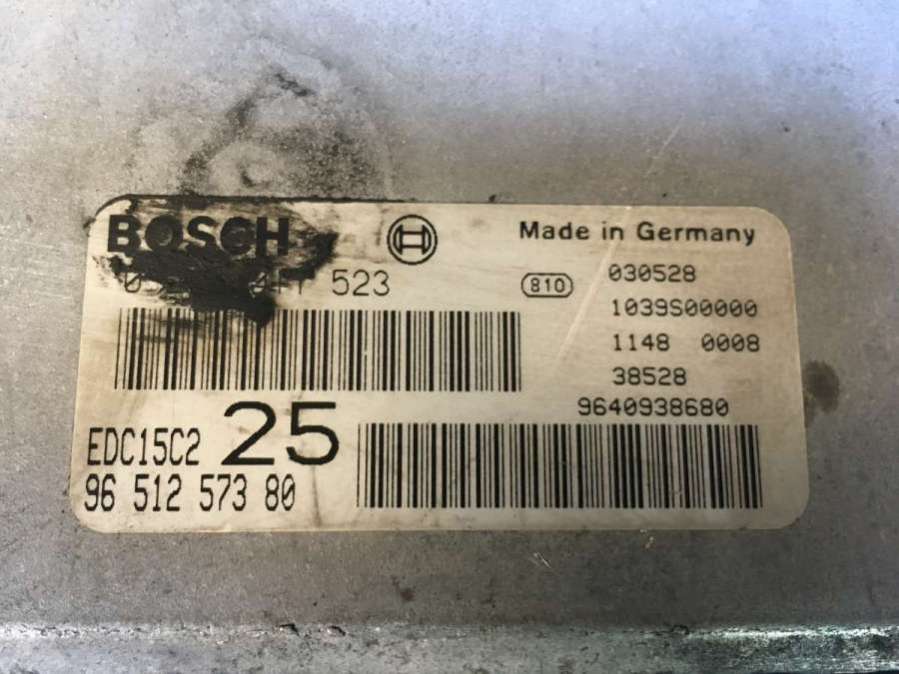 BOSCH
Made in Germany
523
810
030528
1039S00000
1148 0008
38528
9640938680
EDC15C2 25
96 512 573 80